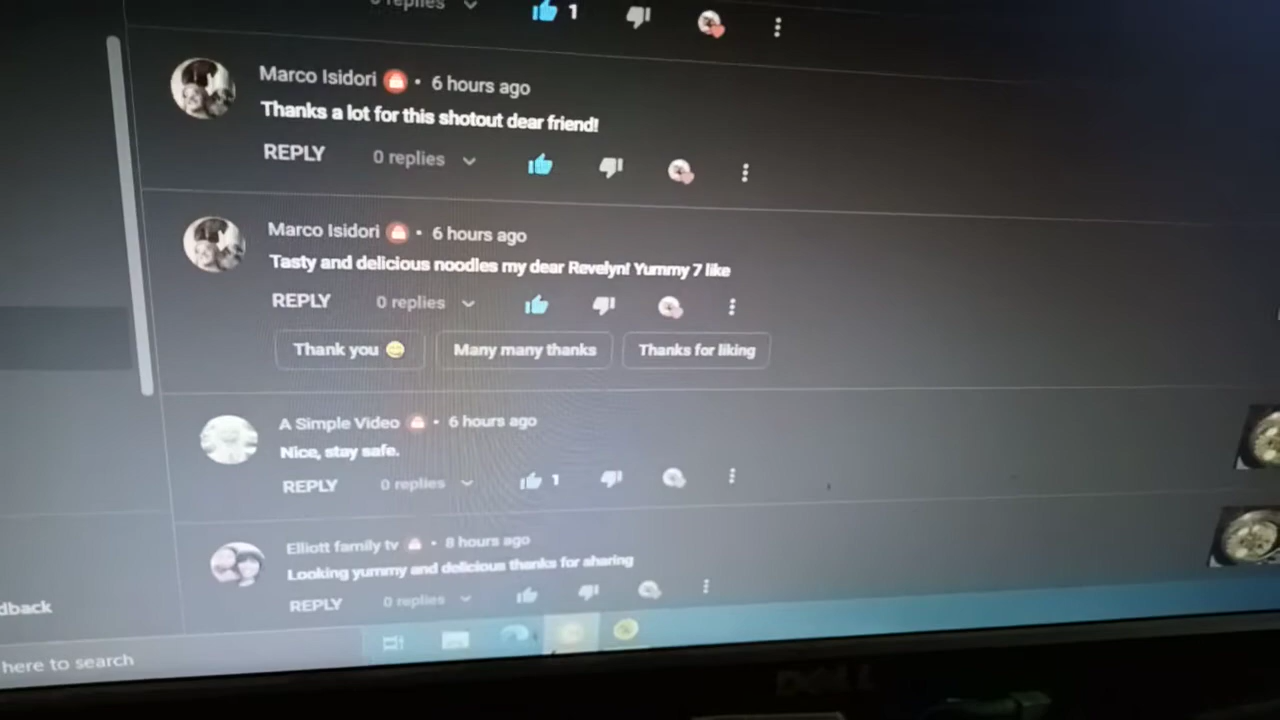 replies 1
Marco Isidori • 6 hours ago
Thanks a lot for this shotout dear friend!
REPLY 0 replies
Marco Isidori • 6 hours ago
Tasty and delicious noodles my dear Revelyn! Yummy 7 like
REPLY 0 replies
Thank you 😄 Many many thanks Thanks for liking
A Simple Video • 6 hours ago
Nice, stay safe.
REPLY 0 replies 1
Elliott family tv • 8 hours ago
Looking yummy and delicious thanks for sharing
dback REPLY 0 replies
here to search
DELL